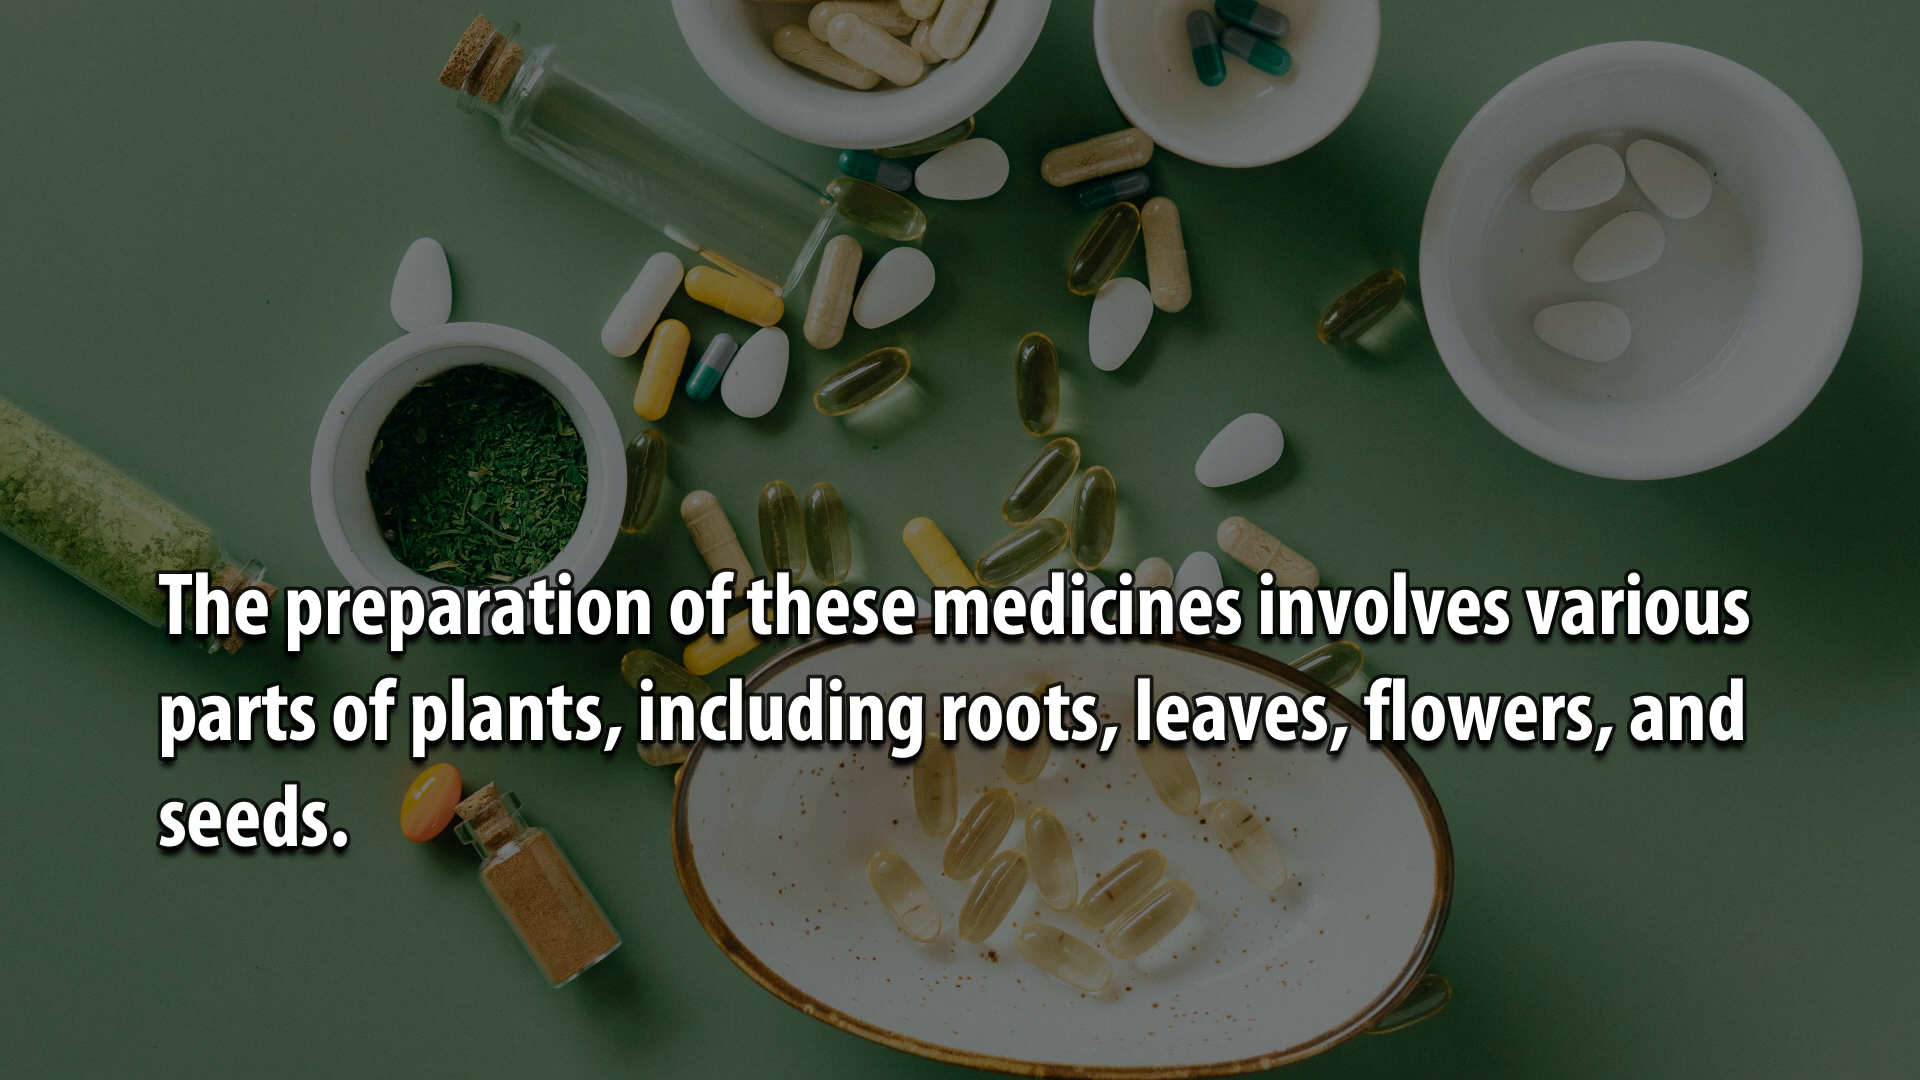 The preparation of these medicines involves various
parts of plants, including roots, leaves, flowers, and
seeds.